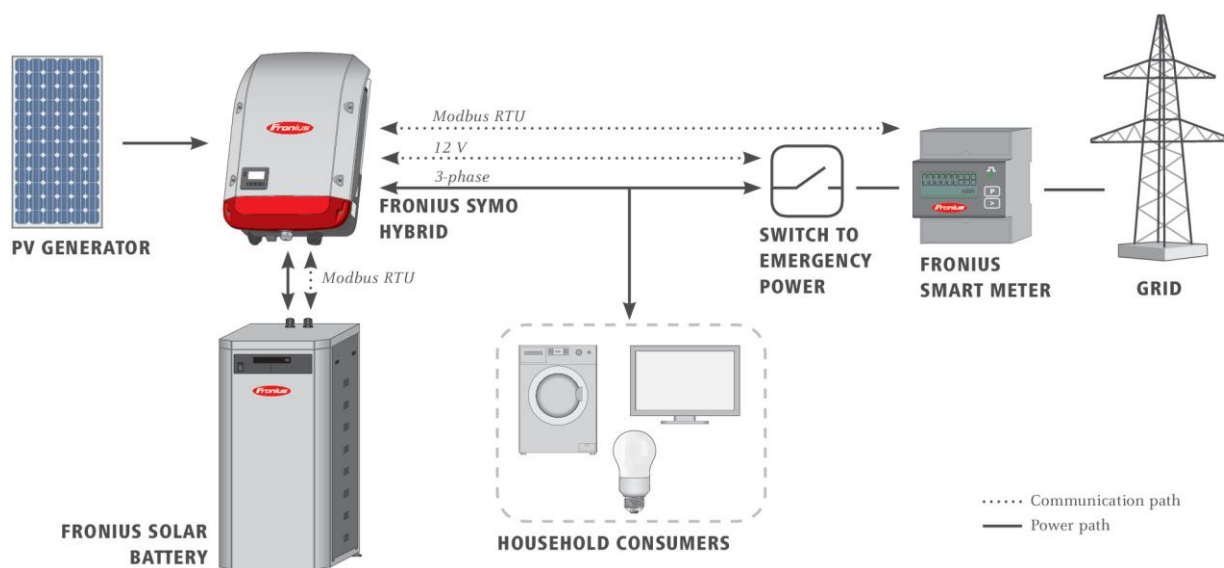 Modbus RTU
12 V
3-phase
Fronius
PV GENERATOR
FRONIUS SYMO
HYBRID
SWITCH TO
EMERGENCY
POWER
Fronius
P
>
FRONIUS
SMART METER
GRID
Modbus RTU
Fronius
FRONIUS SOLAR
BATTERY
HOUSEHOLD CONSUMERS
Communication path
Power path